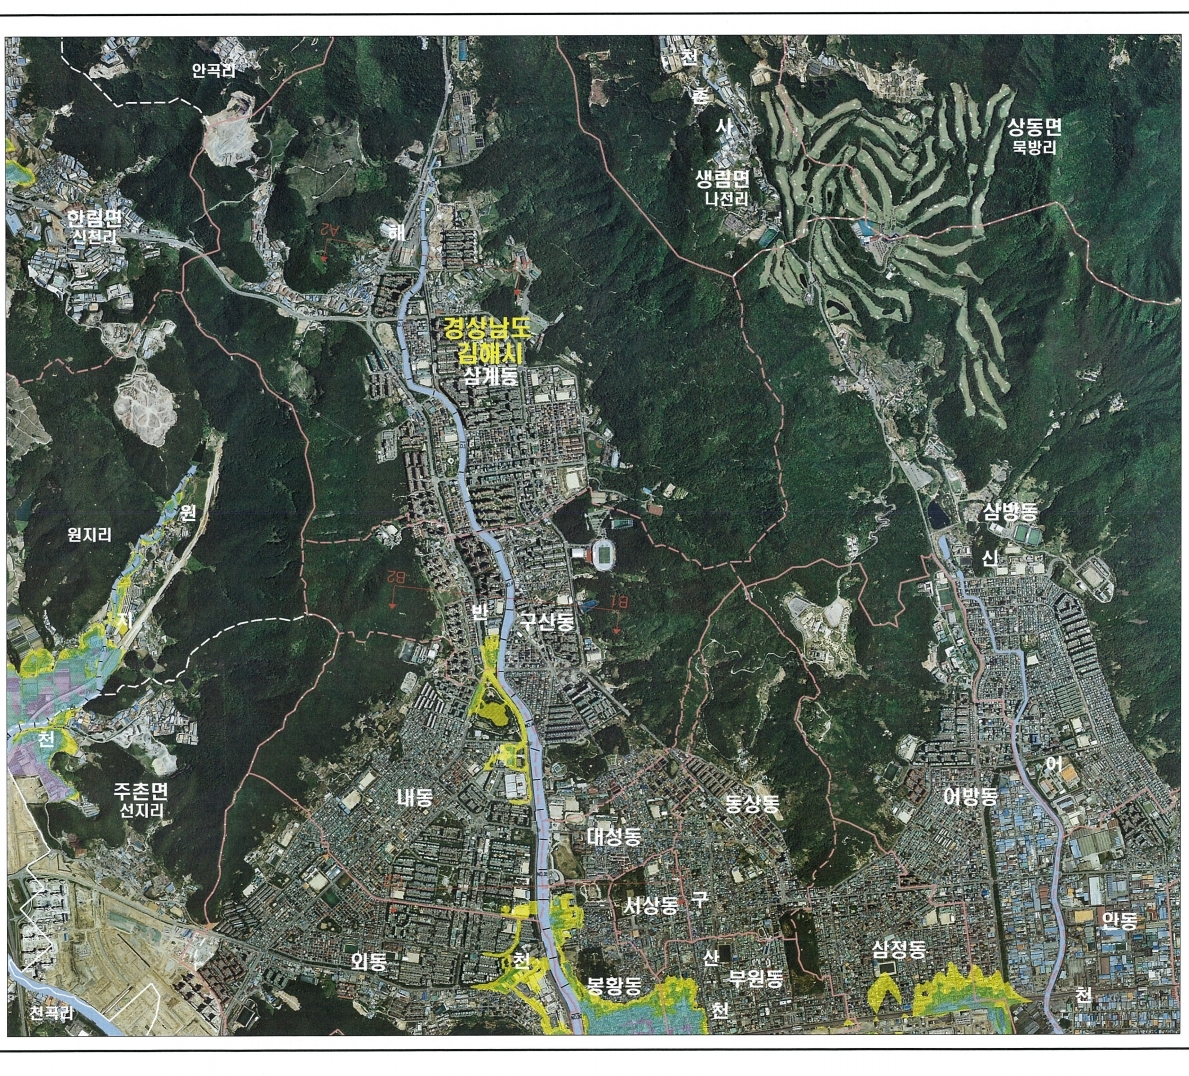 안곡리
천
촌
사
상동면
묵방리
생림면
나전리
한림면
신천리
해
A2
경상남도
김해시
삼계동
원
원지리
삼방동
신
지
B2
B1
반
구산동
천
주촌면
선지리
내동
대성동
동상동
어
어방동
서상동
구
안동
외동
천
산
삼정동
봉황동
부원동
천
천
천곡리